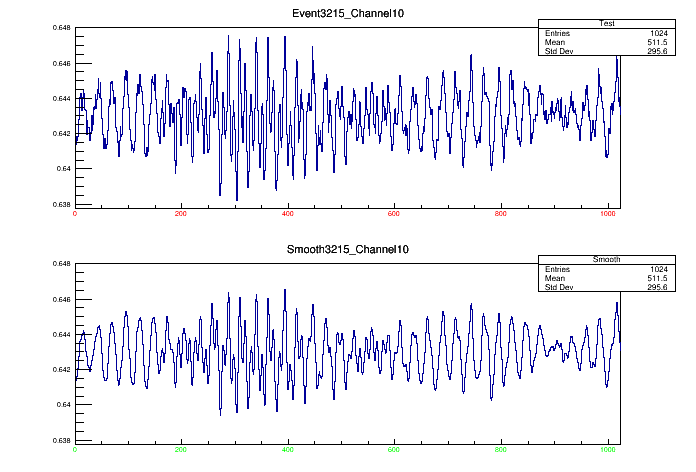 Event3215_Channel10
Test
Entries 1024
Mean 511.5
Std Dev 295.6
0.648
0.646
0.644
0.642
0.64
0.638
0 200 400 600 800 1000
Smooth3215_Channel10
Smooth
Entries 1024
Mean 511.5
Std Dev 295.6
0.648
0.646
0.644
0.642
0.64
0.638
0 200 400 600 800 1000